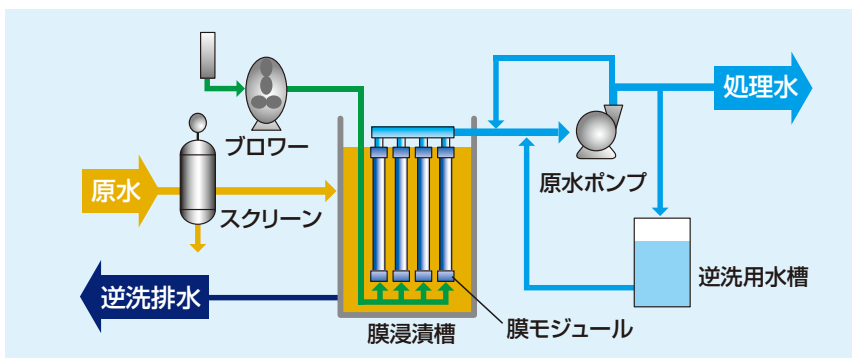 処理水
ブロワー
原水
スクリーン
原水ポンプ
逆洗排水
逆洗用水槽
膜モジュール
膜浸漬槽